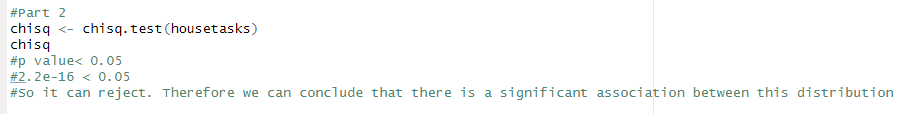 #Part 2
chisq <- chisq.test(housetasks)
chisq
#p value< 0.05
#2.2e-16 < 0.05
#So it can reject. Therefore we can conclude that there is a significant association between this distribution